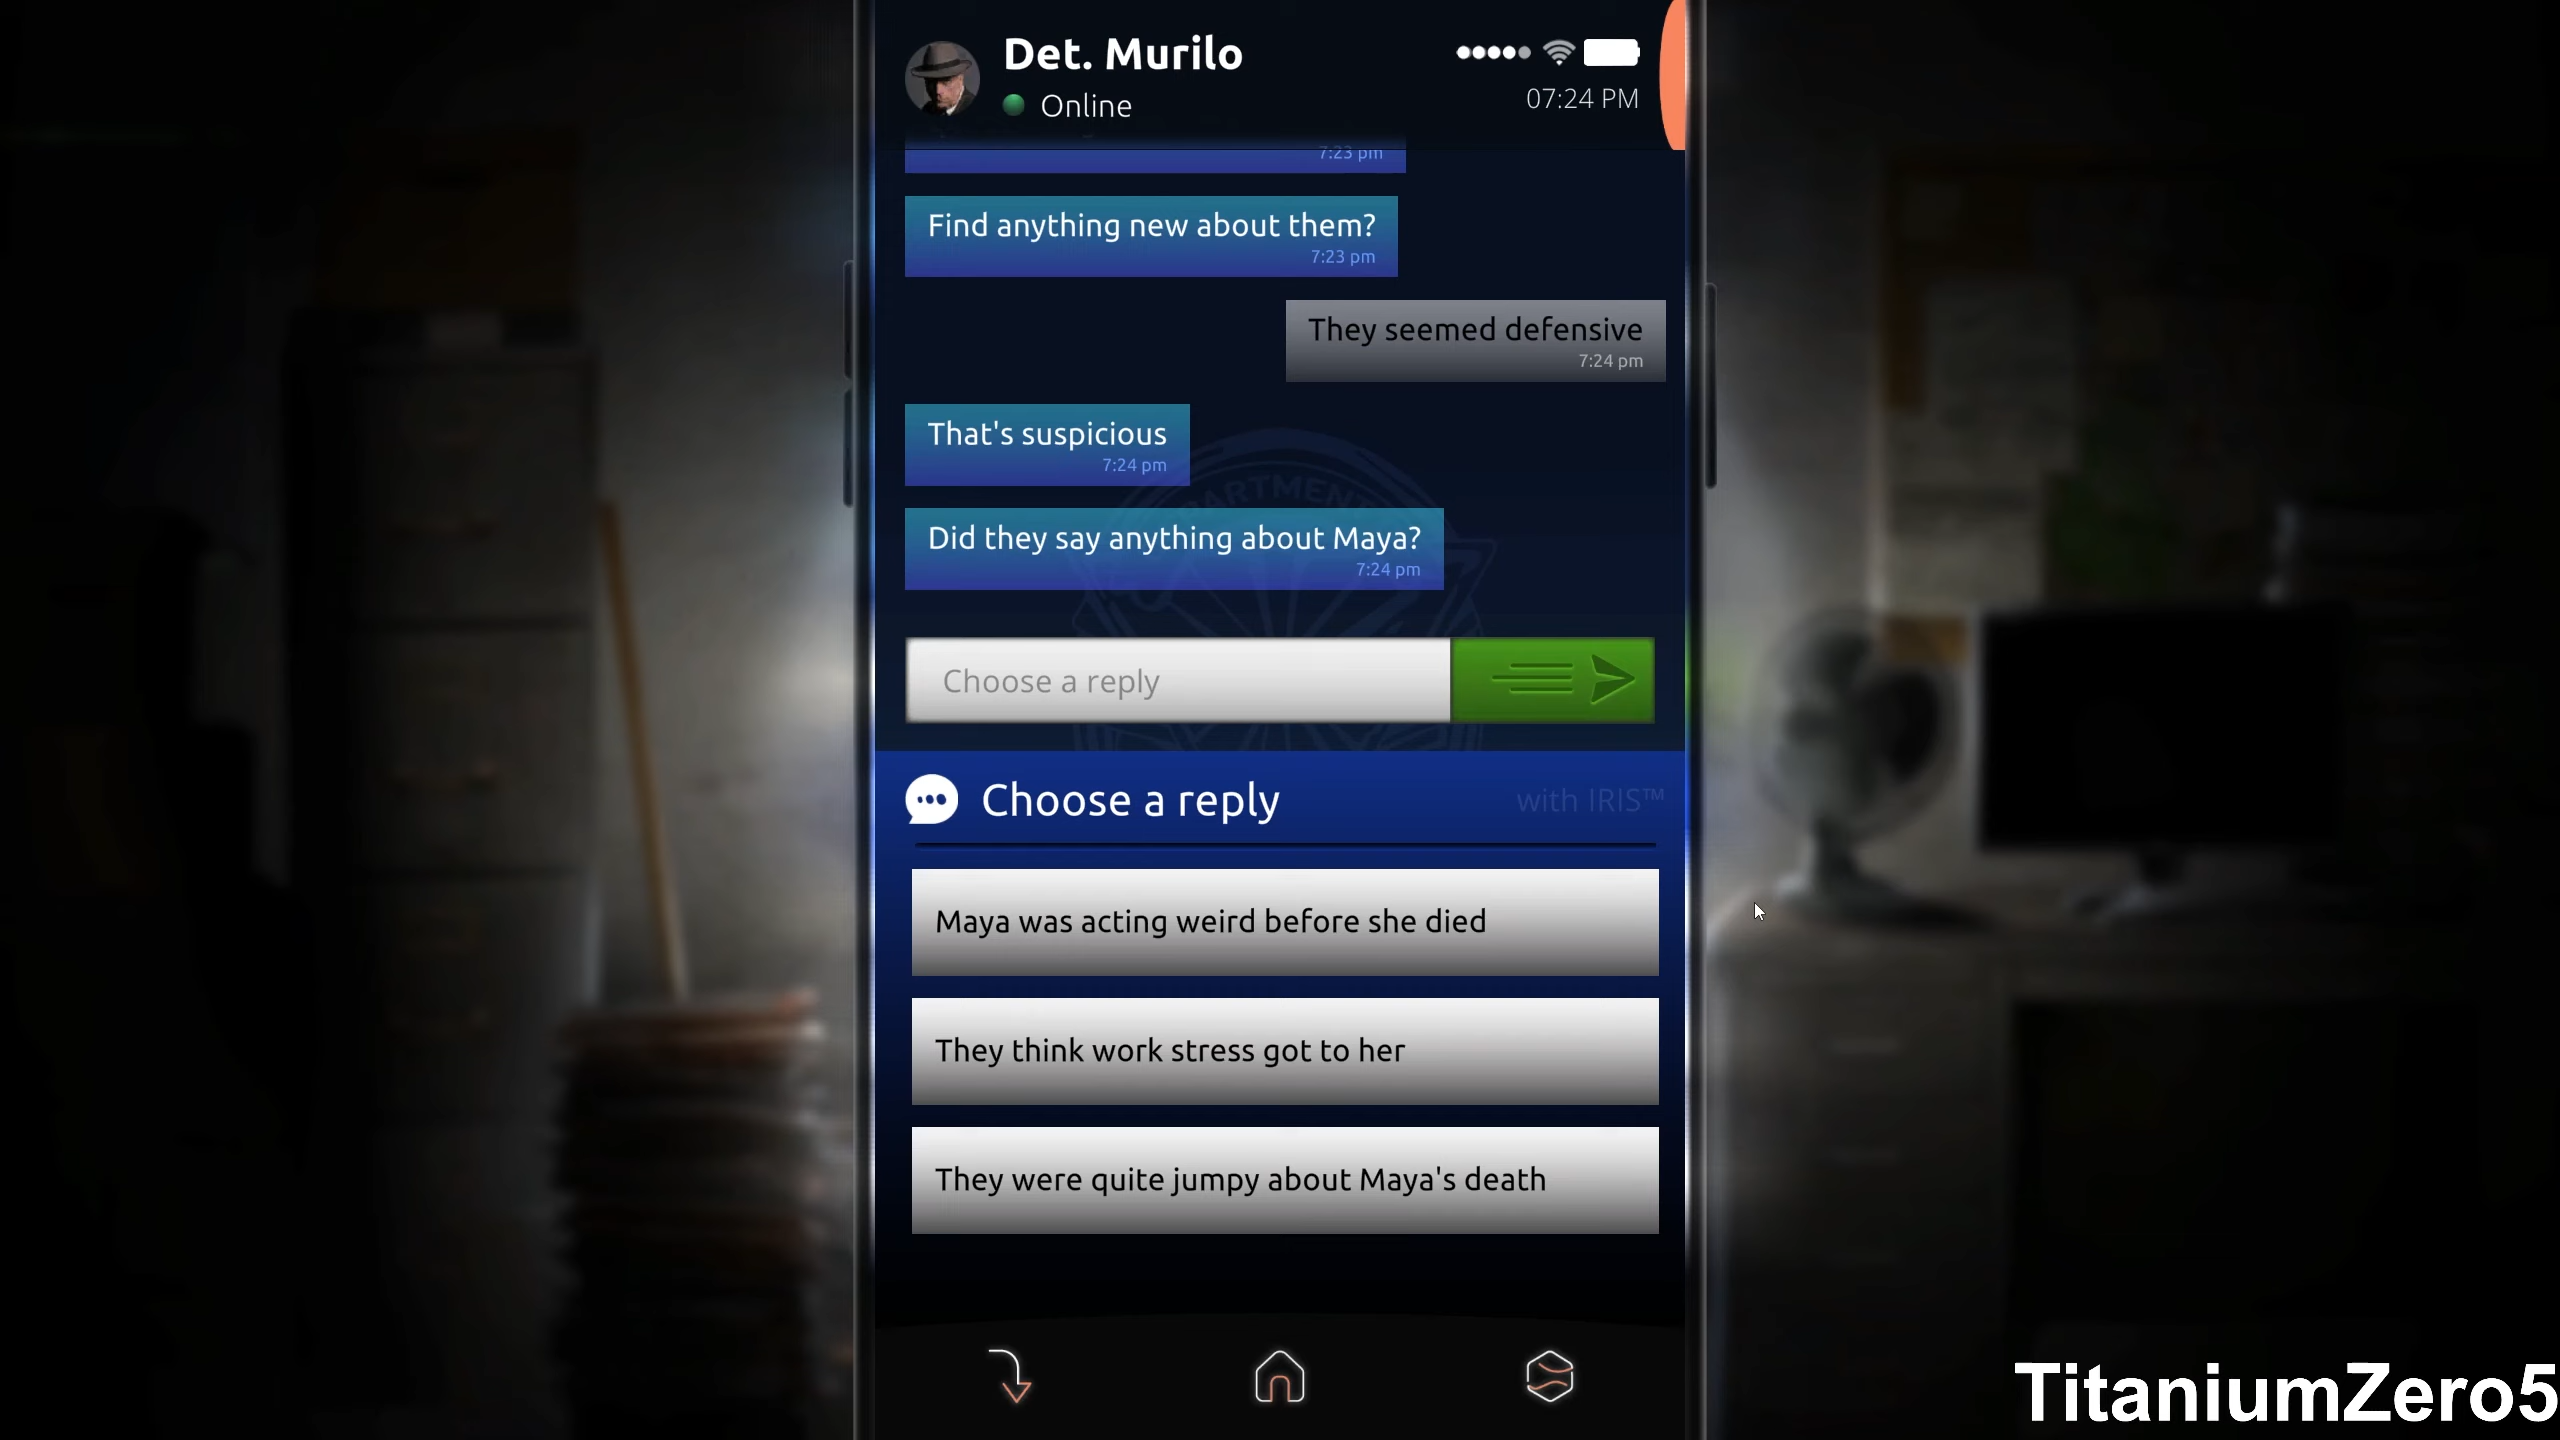 Det. Murilo
Online
07:24 PM
7:23 pm
Find anything new about them?
7:23 pm
They seemed defensive
7:24 pm
That's suspicious
7:24 pm
Did they say anything about Maya?
7:24 pm
Choose a reply
Choose a reply
with IRIS™
Maya was acting weird before she died
They think work stress got to her
They were quite jumpy about Maya's death
TitaniumZero5